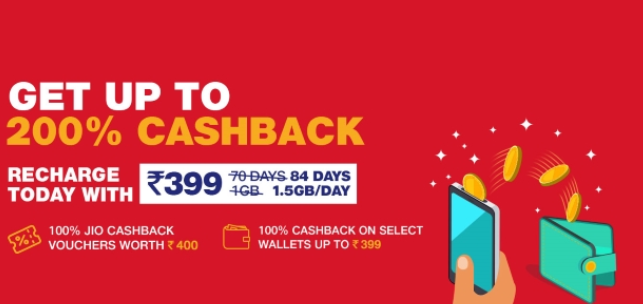 GET UP TO
200% CASHBACK
RECHARGE
TODAY WITH
₹399
70 DAYS 84 DAYS
1GB 1.5GB/DAY
100% JIO CASHBACK
VOUCHERS WORTH ₹ 400
100% CASHBACK ON SELECT
WALLETS UP TO ₹ 399